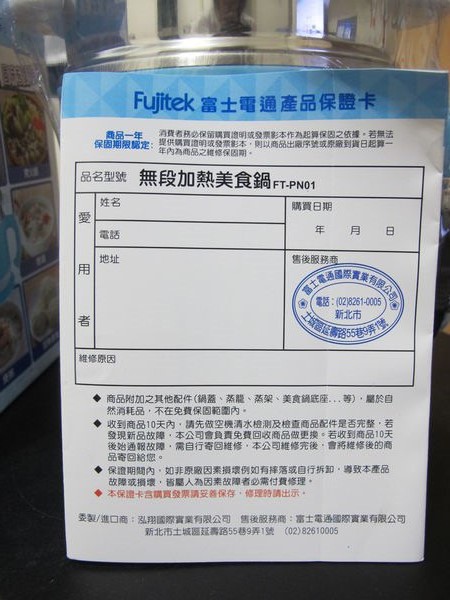 Fujitek 富士電通產品保證卡
商品一年
保固期限認定:
消費者務必保留購買證明或發票影本作為起算保固之依據。若無法
提供購買證明或發票影本，則以商品出廠序號或原廠到貨日起算一
年內為商品之維修保固期。
品名型號 無段加熱美食鍋FT-PN01
愛用者
姓名
購買日期
年 月 日
電話
地址
售後服務商
富士電通國際實業有限公司
電話：(02)8261-0005
新北市
土城區延壽路55巷9弄1號
維修原因
◆ 商品附加之其他配件(鍋蓋、蒸籠、蒸架、美食鍋底座...等)，屬於自
然消耗品，不在免費保固範圍內。
◆ 收到商品10天內，請先做空機清水檢測及檢查商品配件是否完整，若
發現新品故障，本公司會負責免費回收商品做更換。若收到商品10天
後始通報故障，需自行寄回維修，本公司維修完後，會將維修後的商
品寄回給您。
◆ 保證期間內，如非原廠因素損壞例如有摔落或自行拆卸，導致本產品
故障或損壞，皆屬人為因素故障者必需付費修理。
◆ 本保證卡含購買發票請妥善保存，修理時請出示。
委製/進口商：泓翔國際實業有限公司 售後服務商：富士電通國際實業有限公司
新北市土城區延壽路55巷9弄1號 (02)82610005